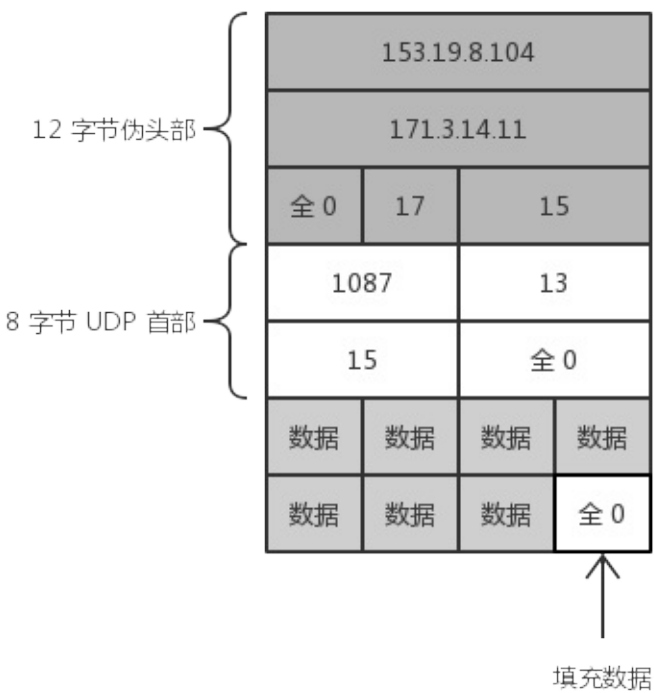 153.19.8.104
12 字节伪头部
171.3.14.11
全 0 17 15
1087 13
8 字节 UDP 首部
15 全 0
数据 数据 数据 数据
数据 数据 数据 全 0
填充数据